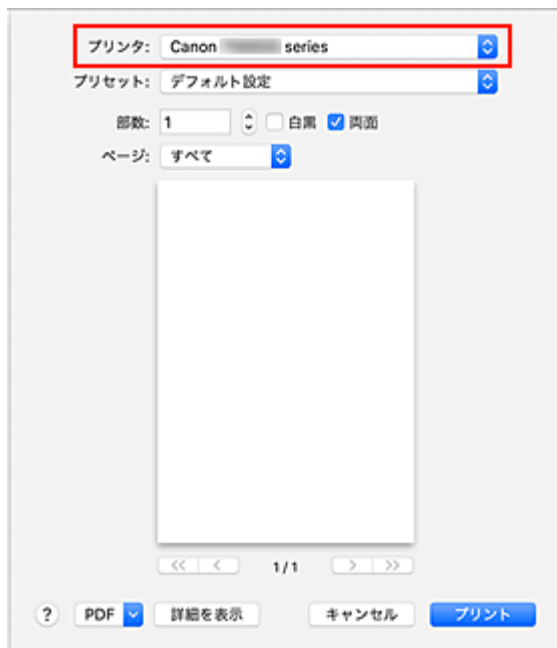 プリンタ: Canon series
プリセット: デフォルト設定
部数: 1 白黒 両面
ページ: すべて
<< < 1/1 > >>
? PDF 詳細を表示 キャンセル プリント